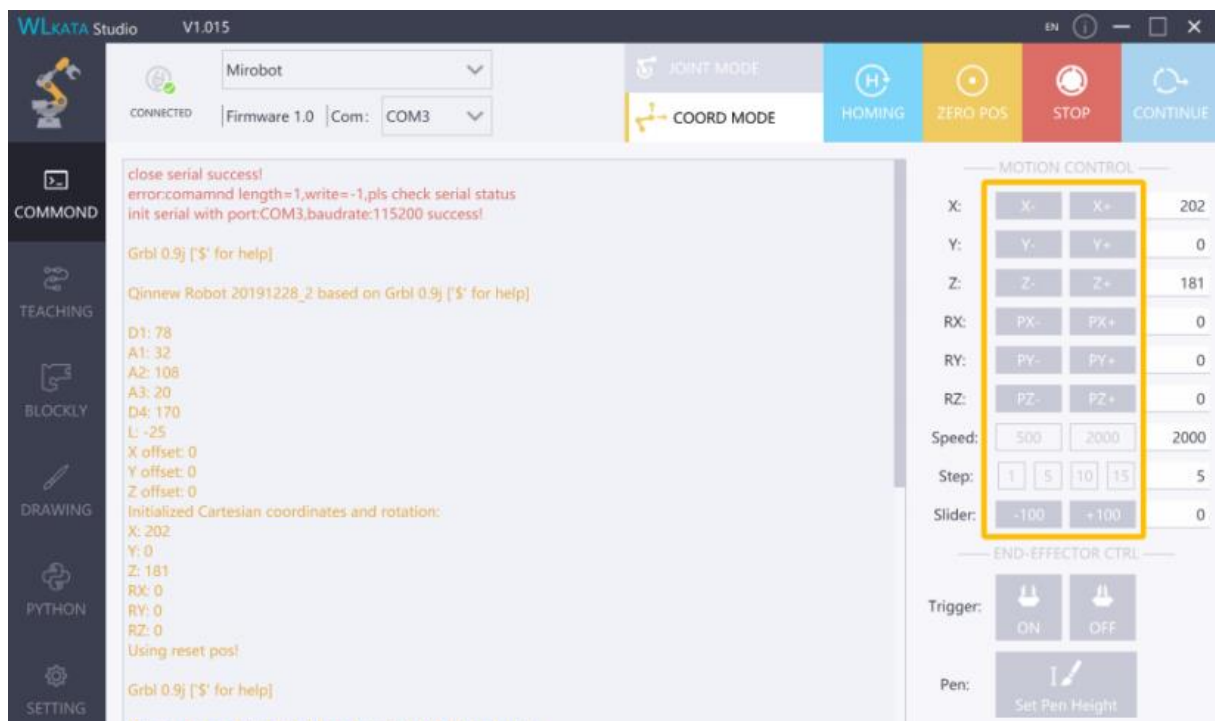 WLKATA Studio V1.015 EN
CONNECTED
Mirobot
Firmware 1.0 Com: COM3
JOINT MODE
COORD MODE
HOMING
ZERO POS
STOP
CONTINUE
COMMOND
TEACHING
BLOCKLY
DRAWING
PYTHON
SETTING
close serial success!
error:comamnd length=1,write=-1,pls check serial status
init serial with port:COM3,baudrate:115200 success!
Grbl 0.9j ['$' for help]
Qinnew Robot 20191228_2 based on Grbl 0.9j ['$' for help]
D1: 78
A1: 32
A2: 108
A3: 20
D4: 170
L: -25
X offset: 0
Y offset: 0
Z offset: 0
Initialized Cartesian coordinates and rotation:
X: 202
Y: 0
Z: 181
RX: 0
RY: 0
RZ: 0
Using reset pos!
Grbl 0.9j ['$' for help]
MOTION CONTROL
X: X- X+ 202
Y: Y- Y+ 0
Z: Z- Z+ 181
RX: PX- PX+ 0
RY: PY- PY+ 0
RZ: PZ- PZ+ 0
Speed: 500 2000 2000
Step: 1 5 10 15 5
Slider: -100 +100 0
END-EFFECTOR CTRL
Trigger: ON OFF
Pen: Set Pen Height